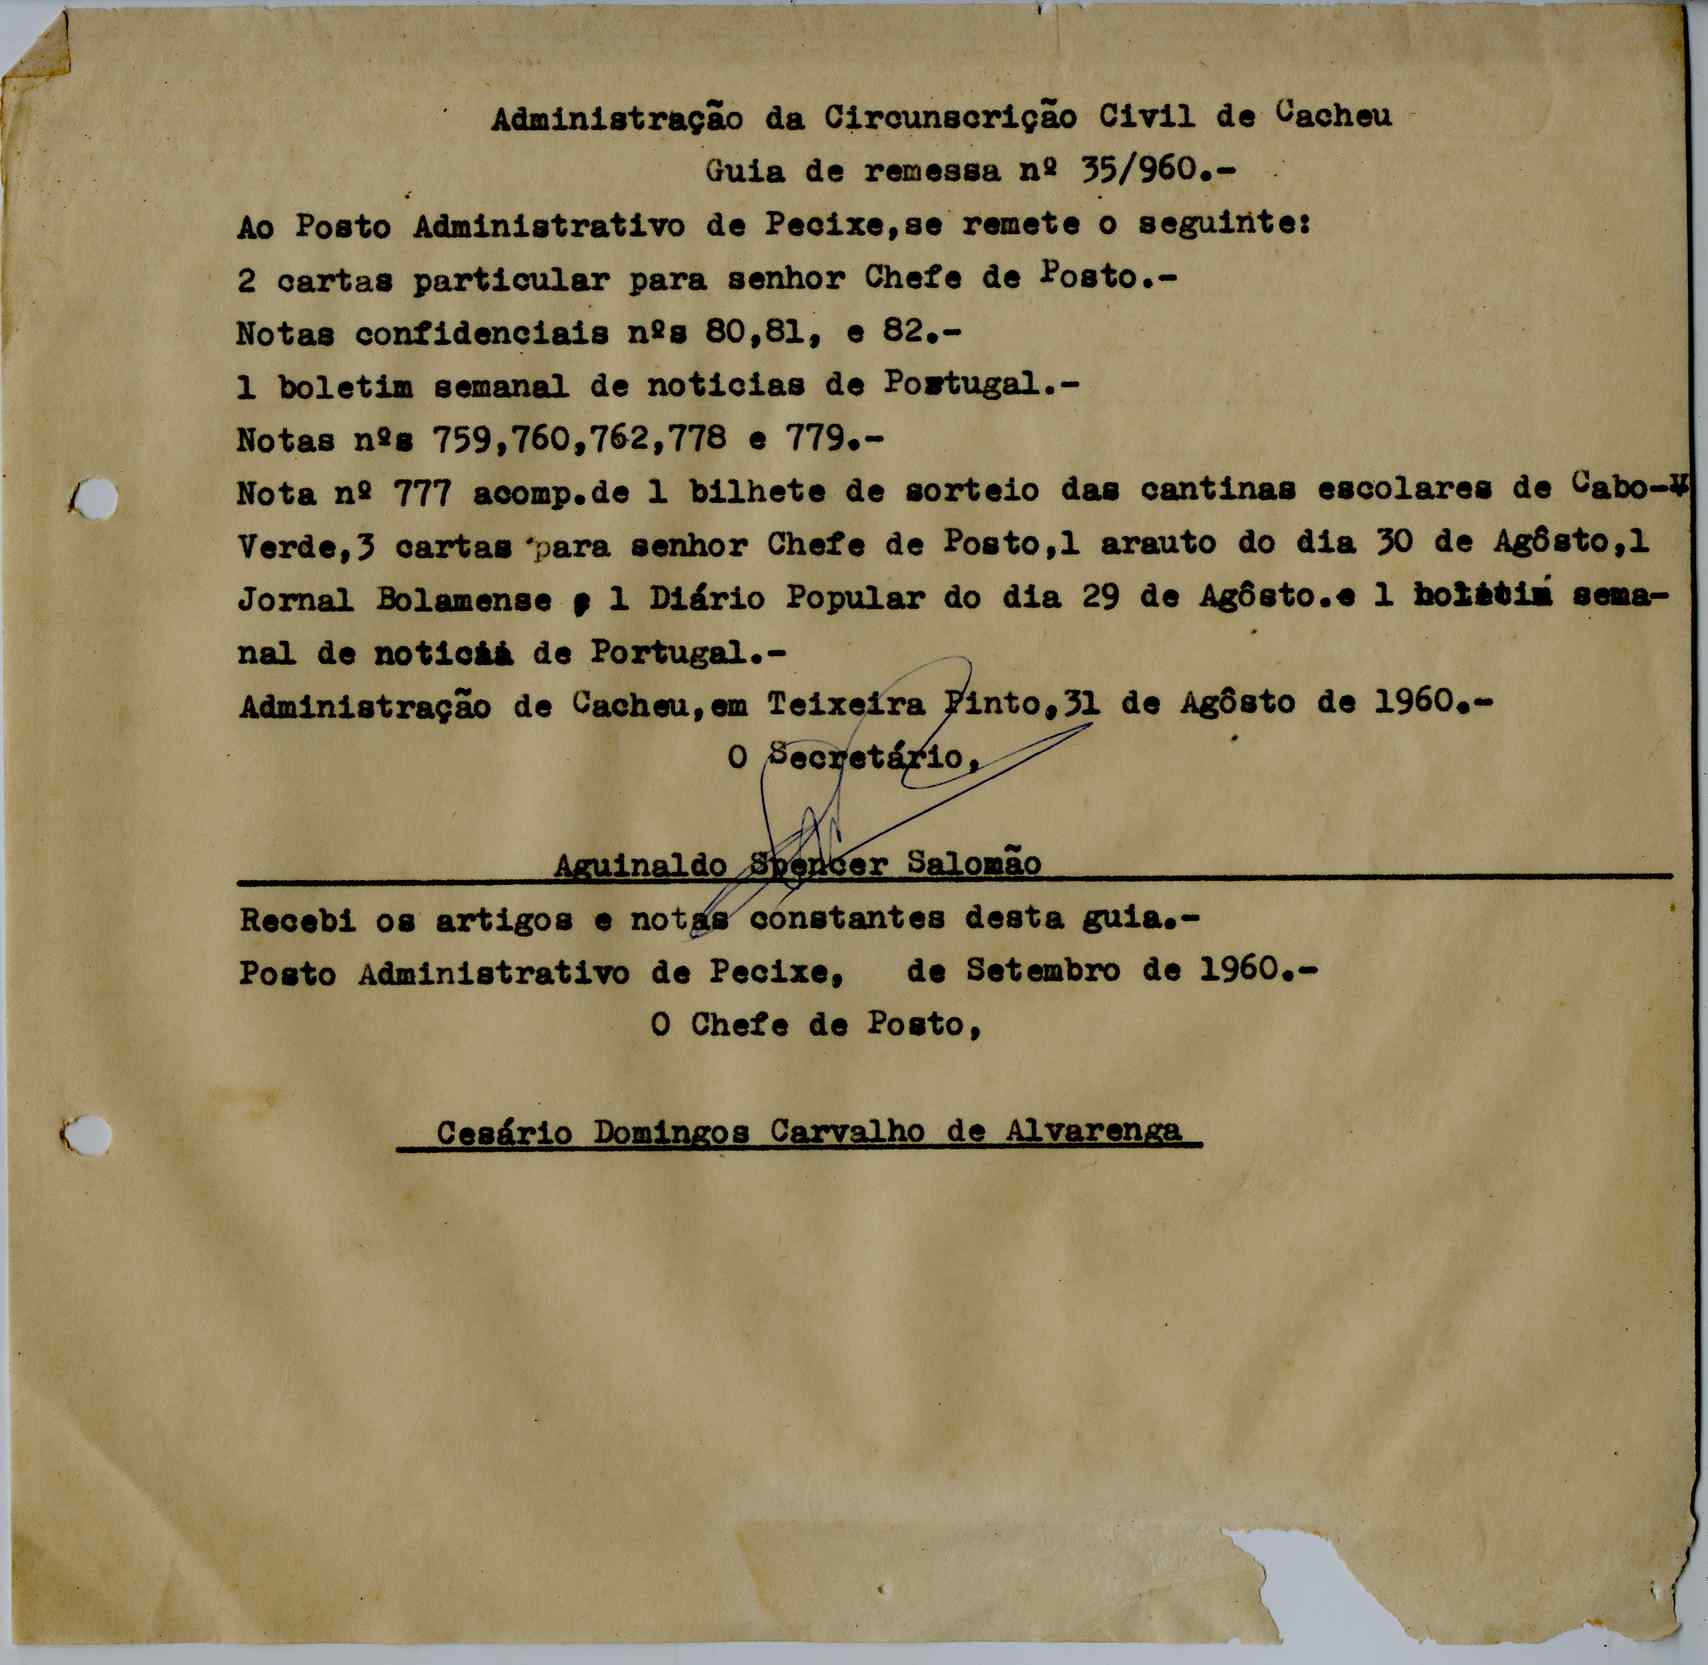 Administração da Circunscrição Civil de Cacheu
Guia de remessa nº 35/960.-
Ao Posto Administrativo de Pecixe,se remete o seguinte:
2 cartas particular para senhor Chefe de Posto.-
Notas confidenciais nºs 80,81, e 82.-
1 boletim semanal de noticias de Portugal.-
Notas nºs 759,760,762,778 e 779.-
Nota nº 777 acomp.de 1 bilhete de sorteio das cantinas escolares de Cabo-V
Verde,3 cartas para senhor Chefe de Posto,1 arauto do dia 30 de Agôsto,1
Jornal Bolamense , 1 Diário Popular do dia 29 de Agôsto.e 1 boletim sema-
nal de notic de Portugal.-
Administração de Cacheu,em Teixeira Pinto,31 de Agôsto de 1960.-
O Secretário,
Aguinaldo Spencer Salomão
Recebi os artigos e notas constantes desta guia.-
Posto Administrativo de Pecixe, de Setembro de 1960.-
O Chefe de Posto,
Cesário Domingos Carvalho de Alvarenga